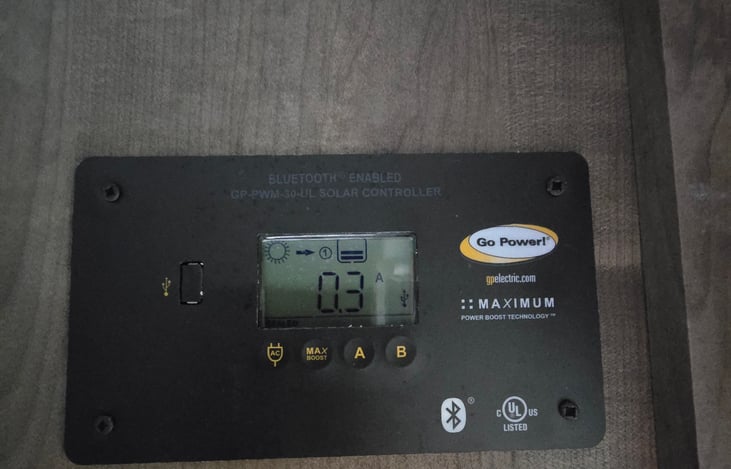 BLUETOOTH® ENABLED
GP-PWM-30-UL SOLAR CONTROLLER
Go Power!®
gpelectric.com
① 
0.3 A
MAXIMUM
POWER BOOST TECHNOLOGY™
AC
MAX
BOOST
A
B
®
C UL US
LISTED